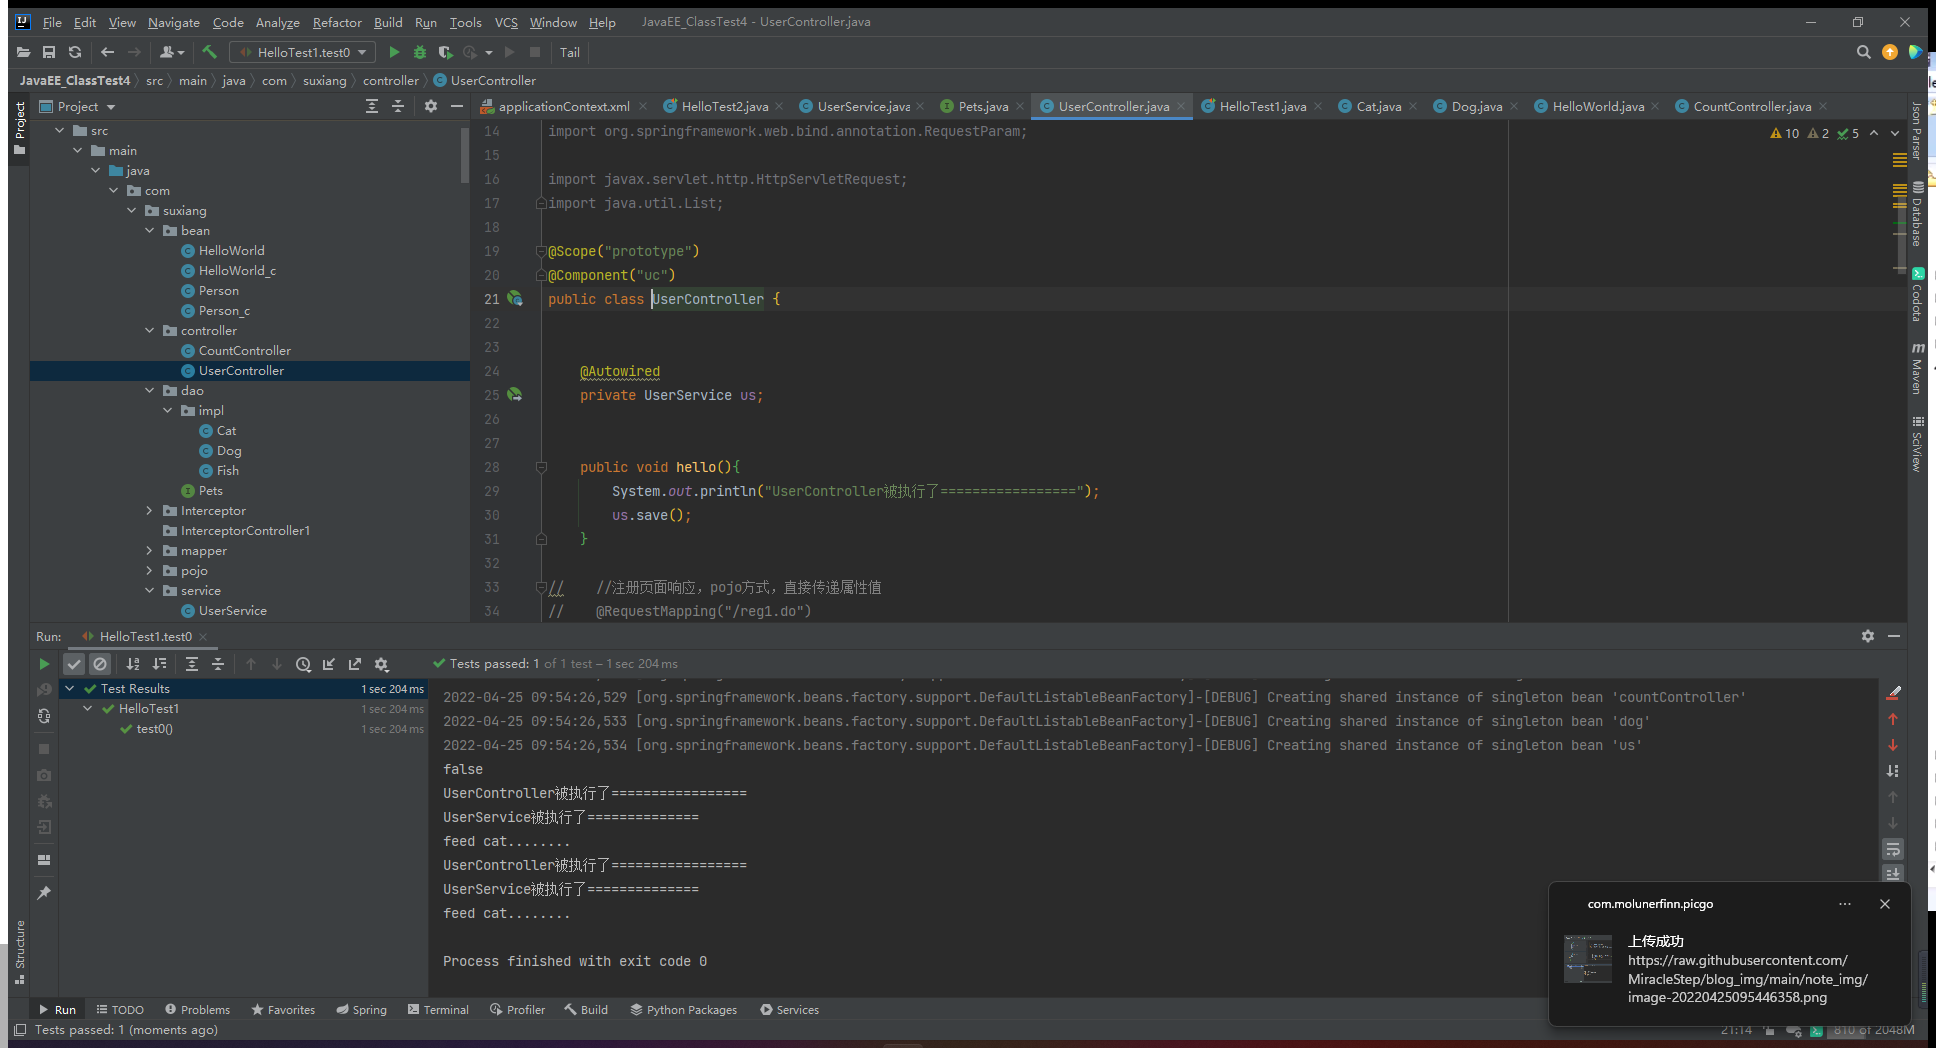 File Edit View Navigate Code Analyze Refactor Build Run Tools VCS Window Help JavaEE_ClassTest4 - UserController.java
HelloTest1.test0 Tail
JavaEE_ClassTest4 src main java com suxiang controller UserController
Project
applicationContext.xml HelloTest2.java UserService.java Pets.java UserController.java HelloTest1.java Cat.java Dog.java HelloWorld.java CountController.java
Project
src
main
java
com
suxiang
bean
HelloWorld
HelloWorld_c
Person
Person_c
controller
CountController
UserController
dao
impl
Cat
Dog
Fish
Pets
Interceptor
InterceptorController1
mapper
pojo
service
UserService
10 2 5
14 import org.springframework.web.bind.annotation.RequestParam;
15
16 import javax.servlet.http.HttpServletRequest;
17 import java.util.List;
18
19 @Scope("prototype")
20 @Component("uc")
21 public class UserController {
22
23
24 @Autowired
25 private UserService us;
26
27
28 public void hello(){
29 System.out.println("UserController被执行了=================");
30 us.save();
31 }
32
33 // //注册页面响应，pojo方式，直接传递属性值
34 // @RequestMapping("/reg1.do")
Json Parser
Database
Codota
Maven
SciView
Run: HelloTest1.test0
Tests passed: 1 of 1 test – 1 sec 204 ms
Test Results 1 sec 204 ms
HelloTest1 1 sec 204 ms
test0() 1 sec 204 ms
2022-04-25 09:54:26,529 [org.springframework.beans.factory.support.DefaultListableBeanFactory]-[DEBUG] Creating shared instance of singleton bean 'countController'
2022-04-25 09:54:26,533 [org.springframework.beans.factory.support.DefaultListableBeanFactory]-[DEBUG] Creating shared instance of singleton bean 'dog'
2022-04-25 09:54:26,534 [org.springframework.beans.factory.support.DefaultListableBeanFactory]-[DEBUG] Creating shared instance of singleton bean 'us'
false
UserController被执行了=================
UserService被执行了==============
feed cat........
UserController被执行了=================
UserService被执行了==============
feed cat........
Process finished with exit code 0
Structure
com.molunerfinn.picgo
上传成功
https://raw.githubusercontent.com/
MiracleStep/blog_img/main/note_img/
image-20220425095446358.png
Run TODO Problems Favorites Spring Terminal Profiler Build Python Packages Services
Tests passed: 1 (moments ago) 21:14 810 of 2048M